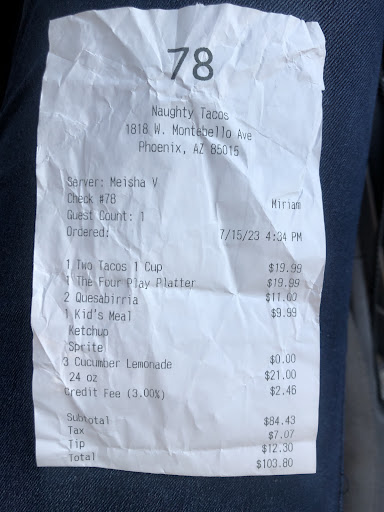 78
Naughty Tacos
1818 W. Montebello Ave
Phoenix, AZ 85015
Server: Meisha V
Check #78 Miriam
Guest Count: 1
Ordered: 7/15/23 4:34 PM
1 Two Tacos 1 Cup $19.99
1 The Four Play Platter $19.99
2 Quesabirria $11.00
1 Kid's Meal $9.99
Ketchup
Sprite $0.00
3 Cucumber Lemonade $21.00
24 oz
Credit Fee (3.00%) $2.46
Subtotal $84.43
Tax $7.07
Tip $12.30
Total $103.80